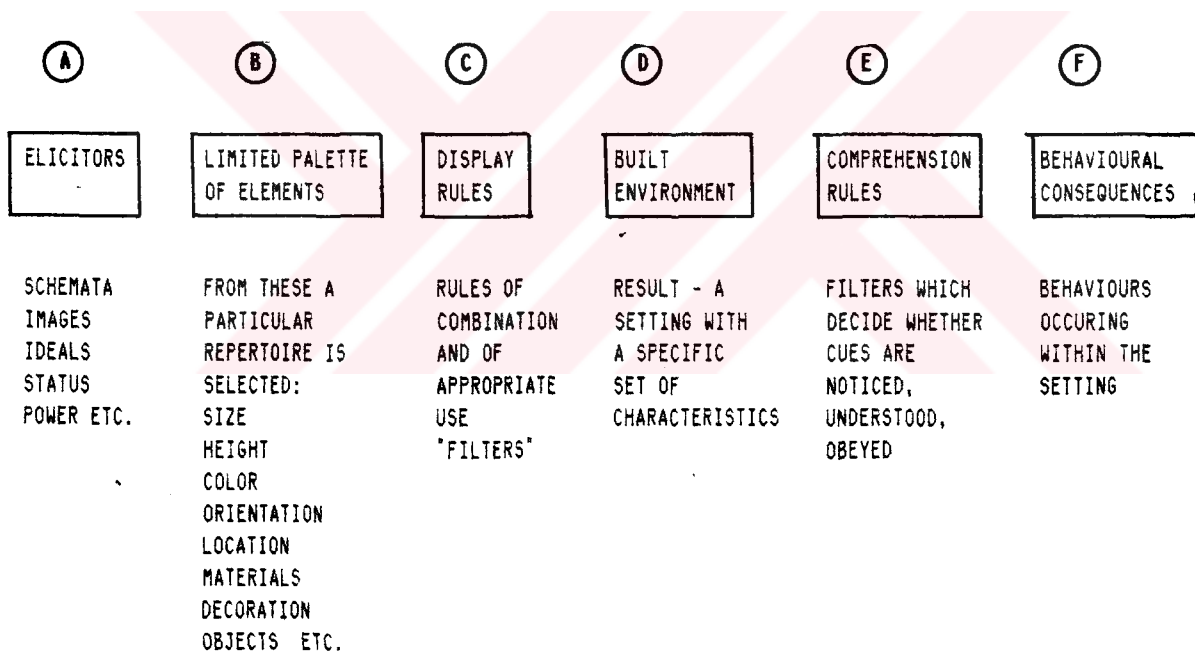 A B C D E F
ELICITORS
LIMITED PALETTE
OF ELEMENTS
DISPLAY
RULES
BUILT
ENVIRONMENT
COMPREHENSION
RULES
BEHAVIOURAL
CONSEQUENCES
SCHEMATA
IMAGES
IDEALS
STATUS
POWER ETC.
FROM THESE A
PARTICULAR
REPERTOIRE IS
SELECTED:
SIZE
HEIGHT
COLOR
ORIENTATION
LOCATION
MATERIALS
DECORATION
OBJECTS ETC.
RULES OF
COMBINATION
AND OF
APPROPRIATE
USE
"FILTERS"
RESULT - A
SETTING WITH
A SPECIFIC
SET OF
CHARACTERISTICS
FILTERS WHICH
DECIDE WHETHER
CUES ARE
NOTICED,
UNDERSTOOD,
OBEYED
BEHAVIOURS
OCCURING
WITHIN THE
SETTING